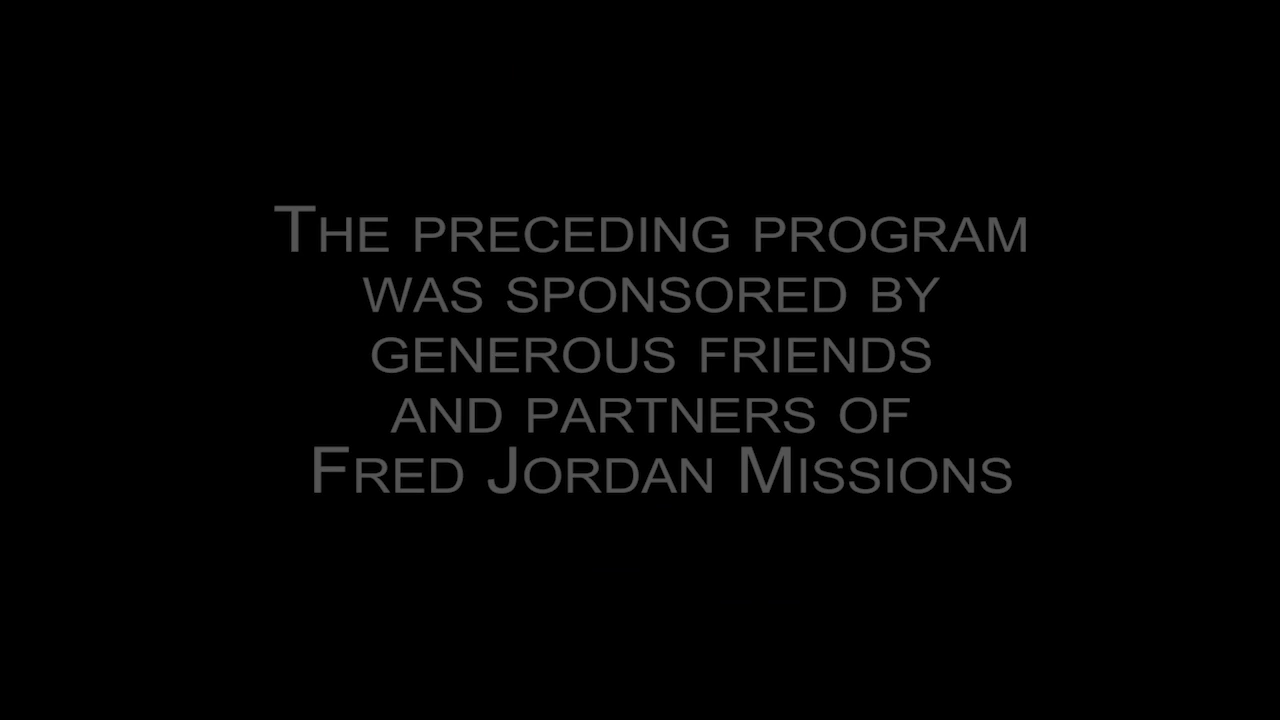 The preceding program
was sponsored by
generous friends
and partners of
Fred Jordan Missions